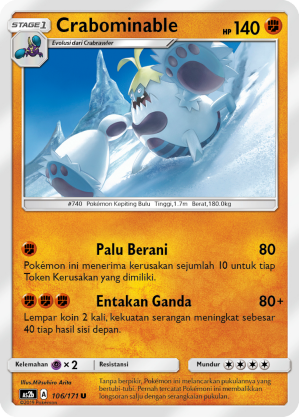 STAGE 1 Crabominable HP 140
Evolusi dari Crabrawler
#740 Pokémon Kepiting Bulu Tinggi,1.7m Berat,180.0kg
Palu Berani 80
Pokémon ini menerima kerusakan sejumlah 10 untuk tiap
Token Kerusakan yang dimiliki.
Entakan Ganda 80+
Lempar koin 2 kali, kekuatan serangan meningkat sebesar
40 tiap hasil sisi depan.
Kelemahan ×2 Resistansi Mundur
Illus.Mitsuhiro Arita
AS2b A 106/171 U
Tanpa berpikir, Pokémon ini melancarkan pukulan bertubi-tubi.